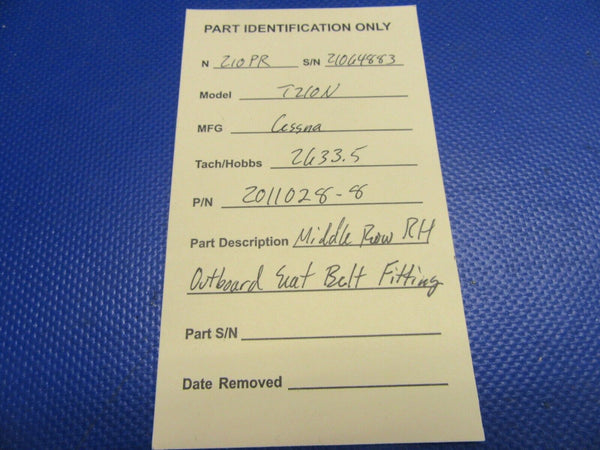 PART IDENTIFICATION ONLY
N 210PR S/N 21064883
Model T210N
MFG Cessna
Tach/Hobbs 2633.5
P/N 2011028-8
Part Description Middle Row RH
Outboard Seat Belt Fitting
Part S/N
Date Removed